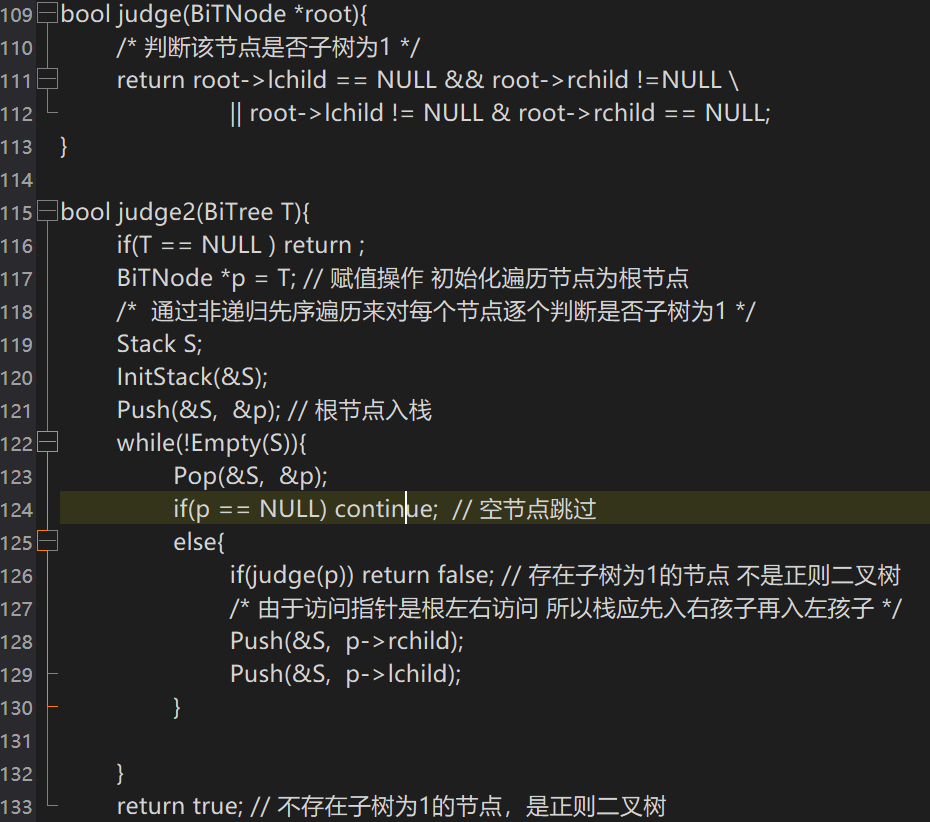 109 bool judge(BiTNode *root){
110 /* 判断该节点是否子树为1 */
111 return root->lchild == NULL && root->rchild !=NULL \
112 || root->lchild != NULL & root->rchild == NULL;
113 }
114
115 bool judge2(BiTree T){
116 if(T == NULL ) return ;
117 BiTNode *p = T; // 赋值操作 初始化遍历节点为根节点
118 /*  通过非递归先序遍历来对每个节点逐个判断是否子树为1 */
119 Stack S;
120 InitStack(&S);
121 Push(&S,  &p); // 根节点入栈
122 while(!Empty(S)){
123 Pop(&S,  &p);
124 if(p == NULL) continue;  // 空节点跳过
125 else{
126 if(judge(p)) return false; // 存在子树为1的节点 不是正则二叉树
127 /* 由于访问指针是根左右访问 所以栈应先入右孩子再入左孩子 */
128 Push(&S,  p->rchild);
129 Push(&S,  p->lchild);
130 }
131
132 }
133 return true; // 不存在子树为1的节点，是正则二叉树